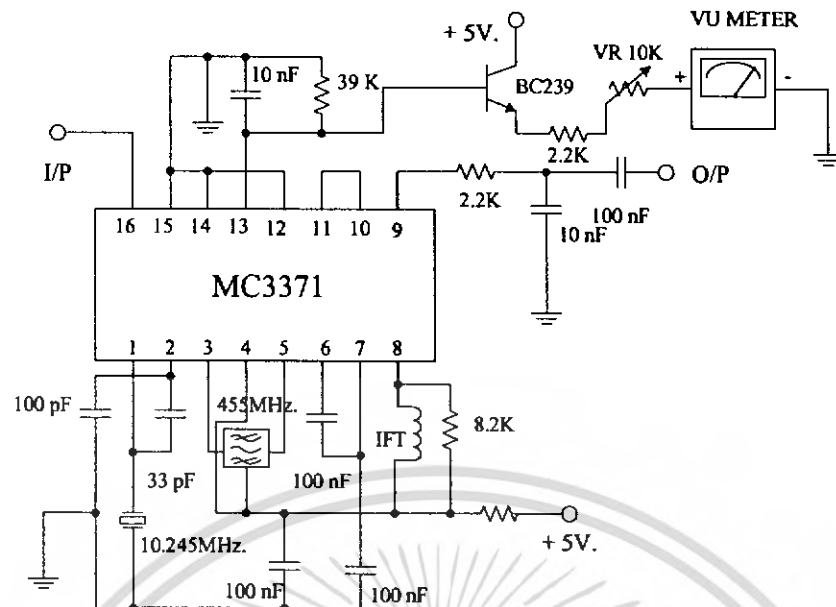 VU METER
+ 5V.
VR 10K
10 nF
39 K
BC239
+
-
2.2K
I/P
2.2K
O/P
100 nF
10 nF
16 15 14 13 12 11 10 9
MC3371
1 2 3 4 5 6 7 8
100 pF
455MHz.
IFT
8.2K
33 pF
100 nF
10.245MHz.
+ 5V.
100 nF
100 nF